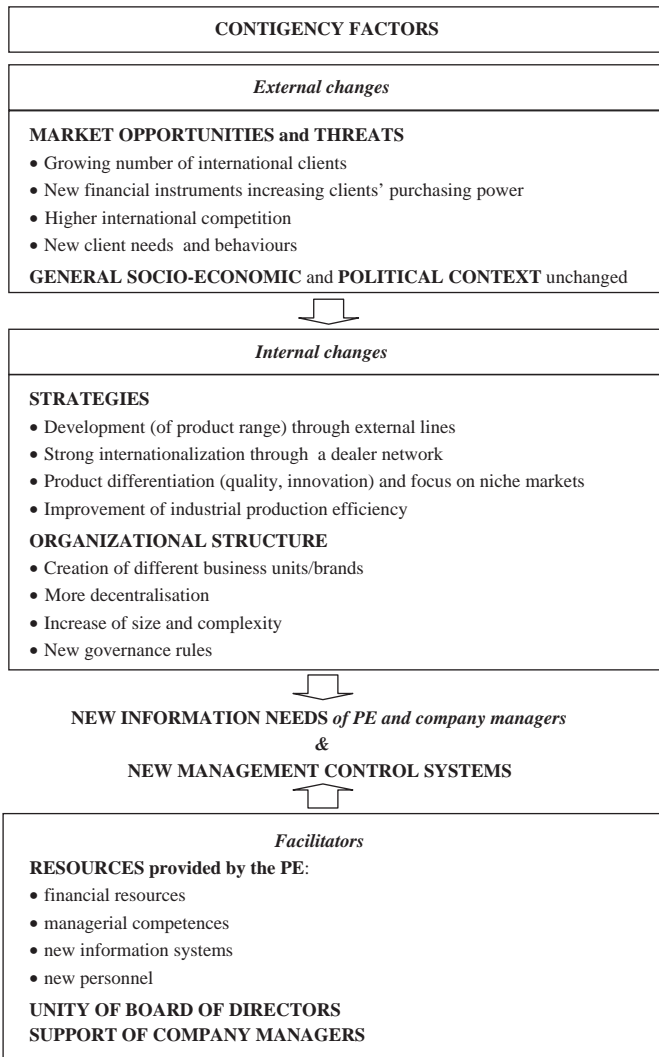 CONTIGENCY FACTORS
External changes
MARKET OPPORTUNITIES and THREATS
• Growing number of international clients
• New financial instruments increasing clients' purchasing power
• Higher international competition
• New client needs and behaviours
GENERAL SOCIO-ECONOMIC and POLITICAL CONTEXT unchanged
Internal changes
STRATEGIES
• Development (of product range) through external lines
• Strong internationalization through a dealer network
• Product differentiation (quality, innovation) and focus on niche markets
• Improvement of industrial production efficiency
ORGANIZATIONAL STRUCTURE
• Creation of different business units/brands
• More decentralisation
• Increase of size and complexity
• New governance rules
NEW INFORMATION NEEDS of PE and company managers
&
NEW MANAGEMENT CONTROL SYSTEMS
Facilitators
RESOURCES provided by the PE:
• financial resources
• managerial competences
• new information systems
• new personnel
UNITY OF BOARD OF DIRECTORS
SUPPORT OF COMPANY MANAGERS